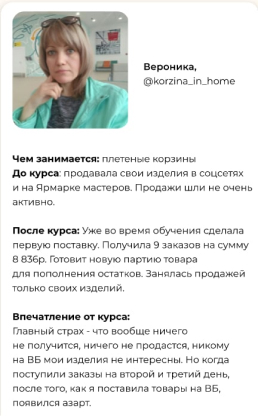 Вероника,
@korzina_in_home
Чем занимается: плетеные корзины
До курса: продавала свои изделия в соцсетях
и на Ярмарке мастеров. Продажи шли не очень
активно.
После курса: Уже во время обучения сделала
первую поставку. Получила 9 заказов на сумму
8 836р. Готовит новую партию товара
для пополнения остатков. Занялась продажей
только своих изделий.
Впечатление от курса:
Главный страх - что вообще ничего
не получится, ничего не продастся, никому
на ВБ мои изделия не интересны. Но когда
поступили заказы на второй и третий день,
после того, как я поставила товары на ВБ,
появился азарт.